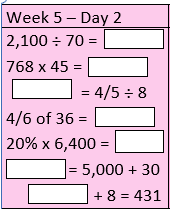 Week 5 – Day 2
2,100 ÷ 70 =
768 x 45 =
= 4/5 ÷ 8
4/6 of 36 =
20% x 6,400 =
= 5,000 + 30
+ 8 = 431